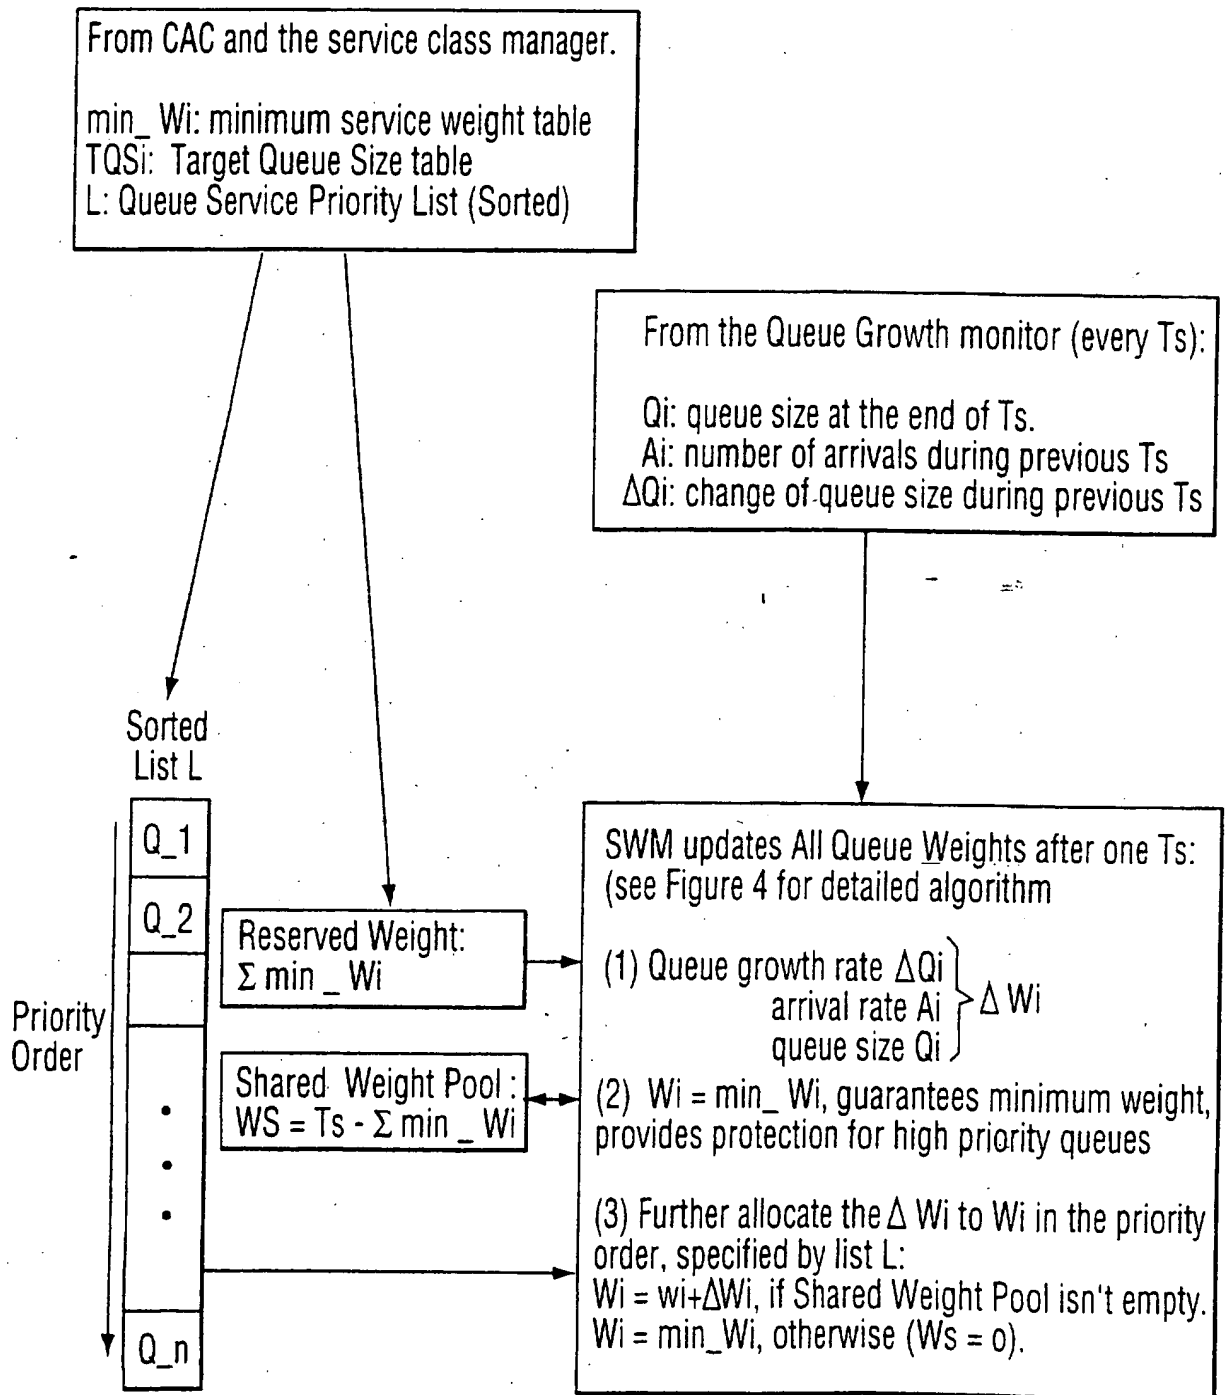 From CAC and the service class manager.
min_ Wi: minimum service weight table
TQSi: Target Queue Size table
L: Queue Service Priority List (Sorted)
From the Queue Growth monitor (every Ts):
Qi: queue size at the end of Ts.
Ai: number of arrivals during previous Ts
ΔQi: change of queue size during previous Ts
Sorted
List L
Q_1
Q_2
Q_n
Priority
Order
Reserved Weight:
Σ min _ Wi
Shared Weight Pool :
WS = Ts - Σ min _ Wi
SWM updates All Queue Weights after one Ts:
(see Figure 4 for detailed algorithm
(1) Queue growth rate ΔQi
arrival rate Ai
queue size Qi
Δ Wi
(2) Wi = min_ Wi, guarantees minimum weight,
provides protection for high priority queues
(3) Further allocate the Δ Wi to Wi in the priority
order, specified by list L:
Wi = wi+ΔWi, if Shared Weight Pool isn't empty.
Wi = min_Wi, otherwise (Ws = o).